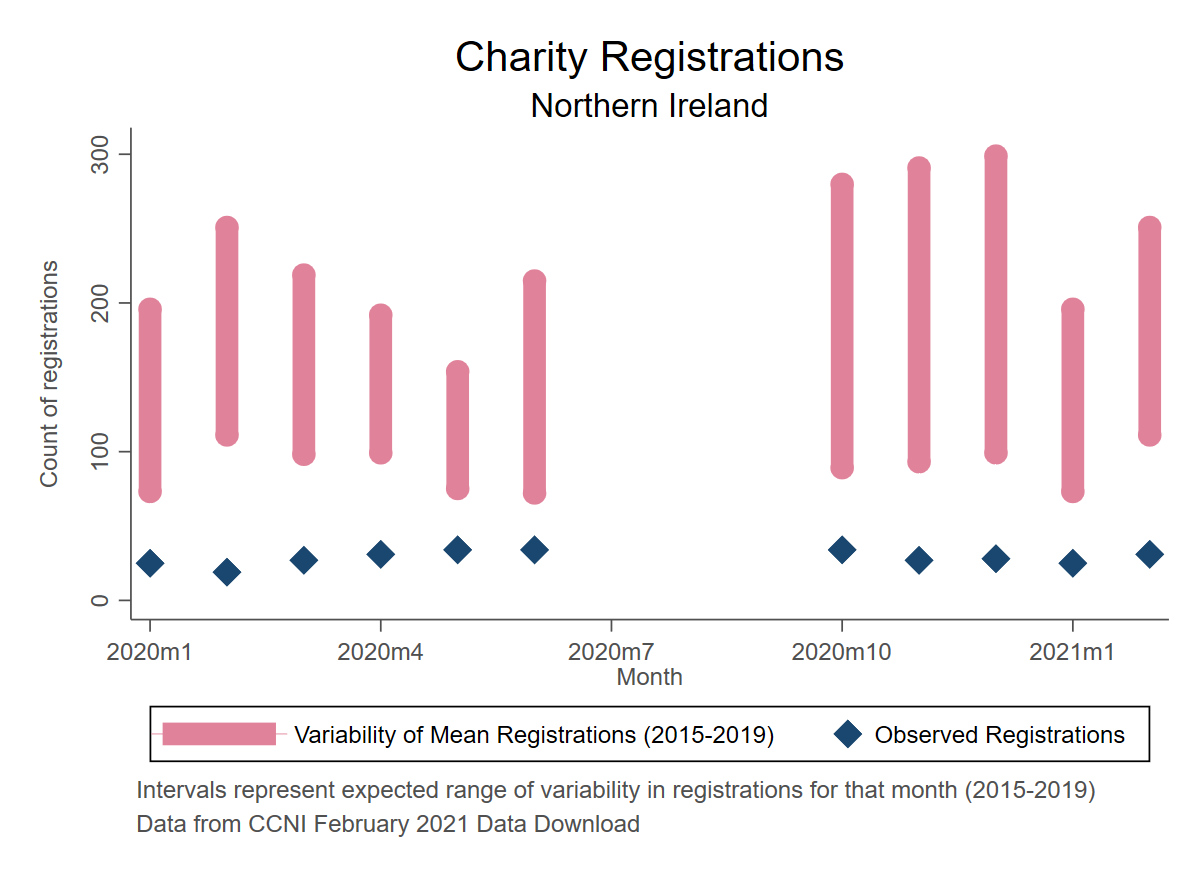 Charity Registrations
Northern Ireland
300
200
100
0
Count of registrations
2020m1 2020m4 2020m7 2020m10 2021m1
Month
Variability of Mean Registrations (2015-2019) Observed Registrations
Intervals represent expected range of variability in registrations for that month (2015-2019)
Data from CCNI February 2021 Data Download